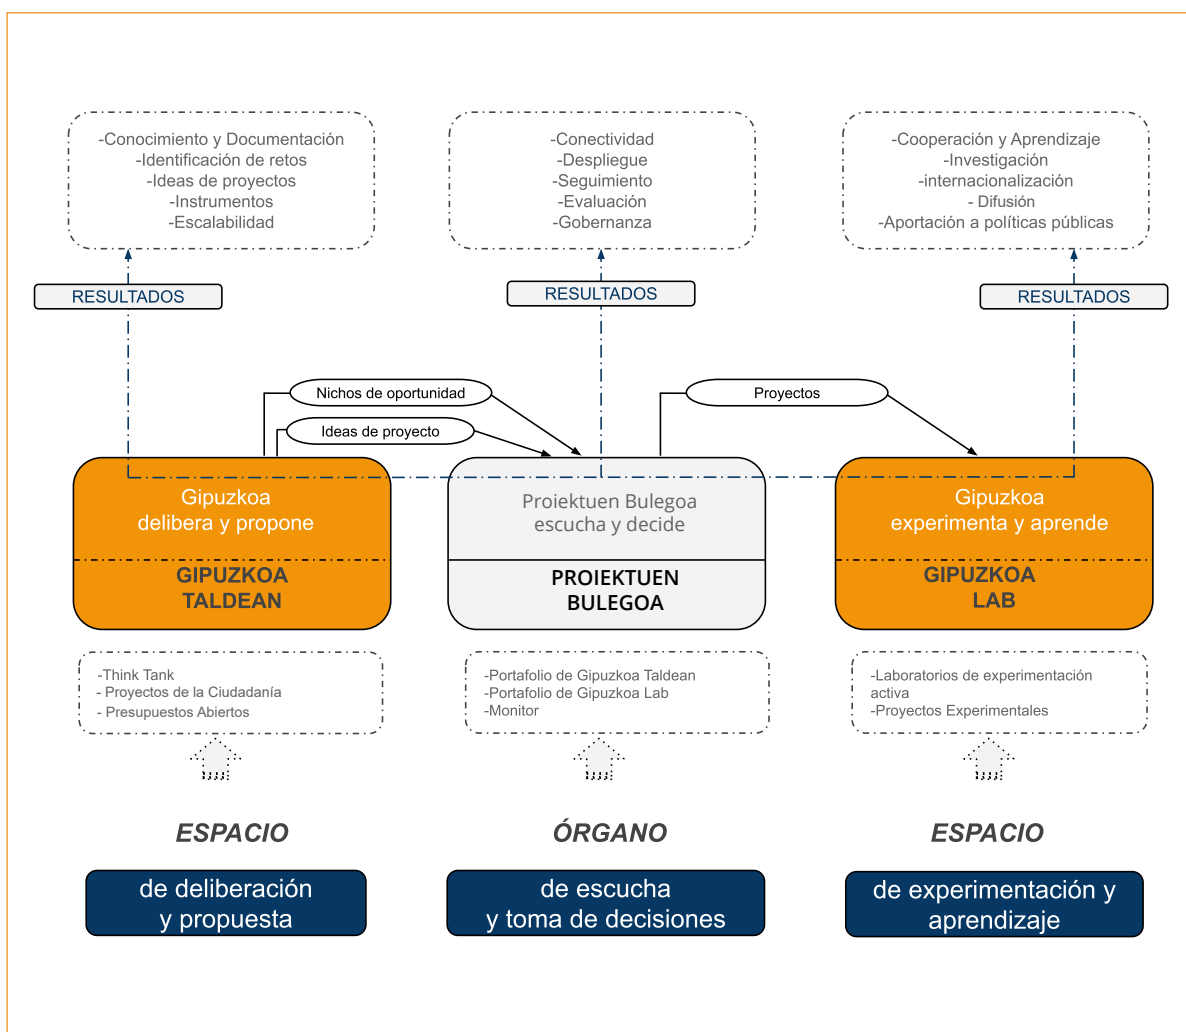 -Conocimiento y Documentación
-Identificación de retos
-Ideas de proyectos
-Instrumentos
-Escalabilidad
-Conectividad
-Despliegue
-Seguimiento
-Evaluación
-Gobernanza
-Cooperación y Aprendizaje
-Investigación
-internacionalización
- Difusión
-Aportación a políticas públicas
RESULTADOS
RESULTADOS
RESULTADOS
Nichos de oportunidad
Ideas de proyecto
Proyectos
Gipuzkoa
delibera y propone
GIPUZKOA
TALDEAN
Proiektuen Bulegoa
escucha y decide
PROIEKTUEN
BULEGOA
Gipuzkoa
experimenta y aprende
GIPUZKOA
LAB
-Think Tank
- Proyectos de la Ciudadanía
- Presupuestos Abiertos
-Portafolio de Gipuzkoa Taldean
-Portafolio de Gipuzkoa Lab
-Monitor
-Laboratorios de experimentación
activa
-Proyectos Experimentales
ESPACIO
ÓRGANO
ESPACIO
de deliberación
y propuesta
de escucha
y toma de decisiones
de experimentación y
aprendizaje